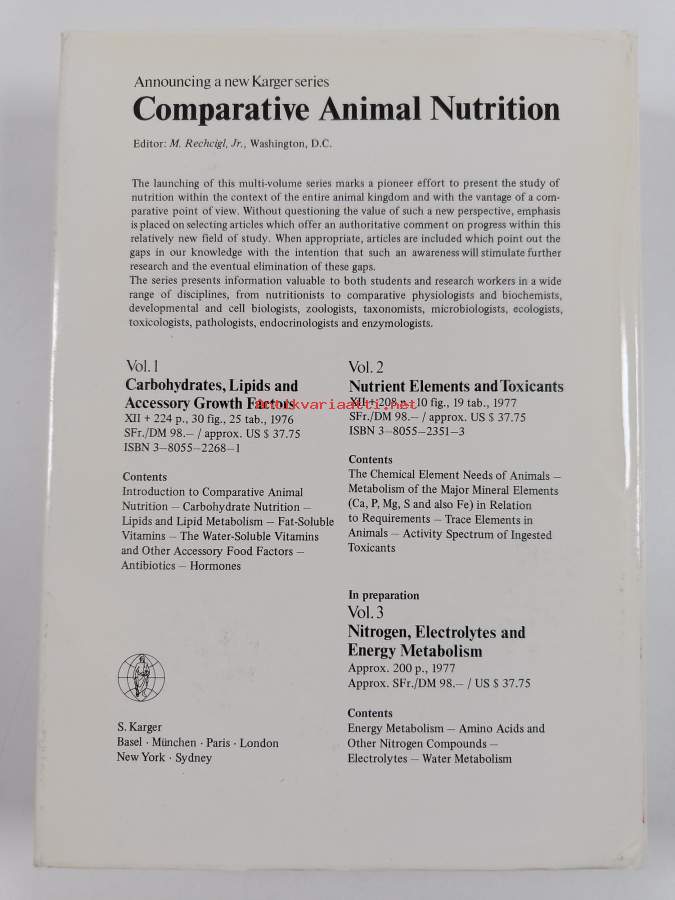 Announcing a new Karger series
Comparative Animal Nutrition
Editor: M. Rechcigl, Jr., Washington, D.C.
The launching of this multi-volume series marks a pioneer effort to present the study of
nutrition within the context of the entire animal kingdom and with the vantage of a com-
parative point of view. Without questioning the value of such a new perspective, emphasis
is placed on selecting articles which offer an authoritative comment on progress within this
relatively new field of study. When appropriate, articles are included which point out the
gaps in our knowledge with the intention that such an awareness will stimulate further
research and the eventual elimination of these gaps.
The series presents information valuable to both students and research workers in a wide
range of disciplines, from nutritionists to comparative physiologists and biochemists,
developmental and cell biologists, zoologists, taxonomists, microbiologists, ecologists,
toxicologists, pathologists, endocrinologists and enzymologists.
Vol. 1
Carbohydrates, Lipids and
Accessory Growth Factors
XII + 224 p., 30 fig., 25 tab., 1976
SFr./DM 98.– / approx. US $ 37.75
ISBN 3–8055–2268–1
Contents
Introduction to Comparative Animal
Nutrition – Carbohydrate Nutrition –
Lipids and Lipid Metabolism – Fat-Soluble
Vitamins – The Water-Soluble Vitamins
and Other Accessory Food Factors –
Antibiotics – Hormones
Vol. 2
Nutrient Elements and Toxicants
XII + 208 p., 10 fig., 19 tab., 1977
SFr./DM 98.– / approx. US $ 37.75
ISBN 3–8055–2351–3
Contents
The Chemical Element Needs of Animals –
Metabolism of the Major Mineral Elements
(Ca, P, Mg, S and also Fe) in Relation
to Requirements – Trace Elements in
Animals – Activity Spectrum of Ingested
Toxicants
In preparation
Vol. 3
Nitrogen, Electrolytes and
Energy Metabolism
Approx. 200 p., 1977
Approx. SFr./DM 98.– / US $ 37.75
Contents
Energy Metabolism – Amino Acids and
Other Nitrogen Compounds –
Electrolytes – Water Metabolism
S. Karger
Basel · München · Paris · London
New York · Sydney
antikvariaatti.net